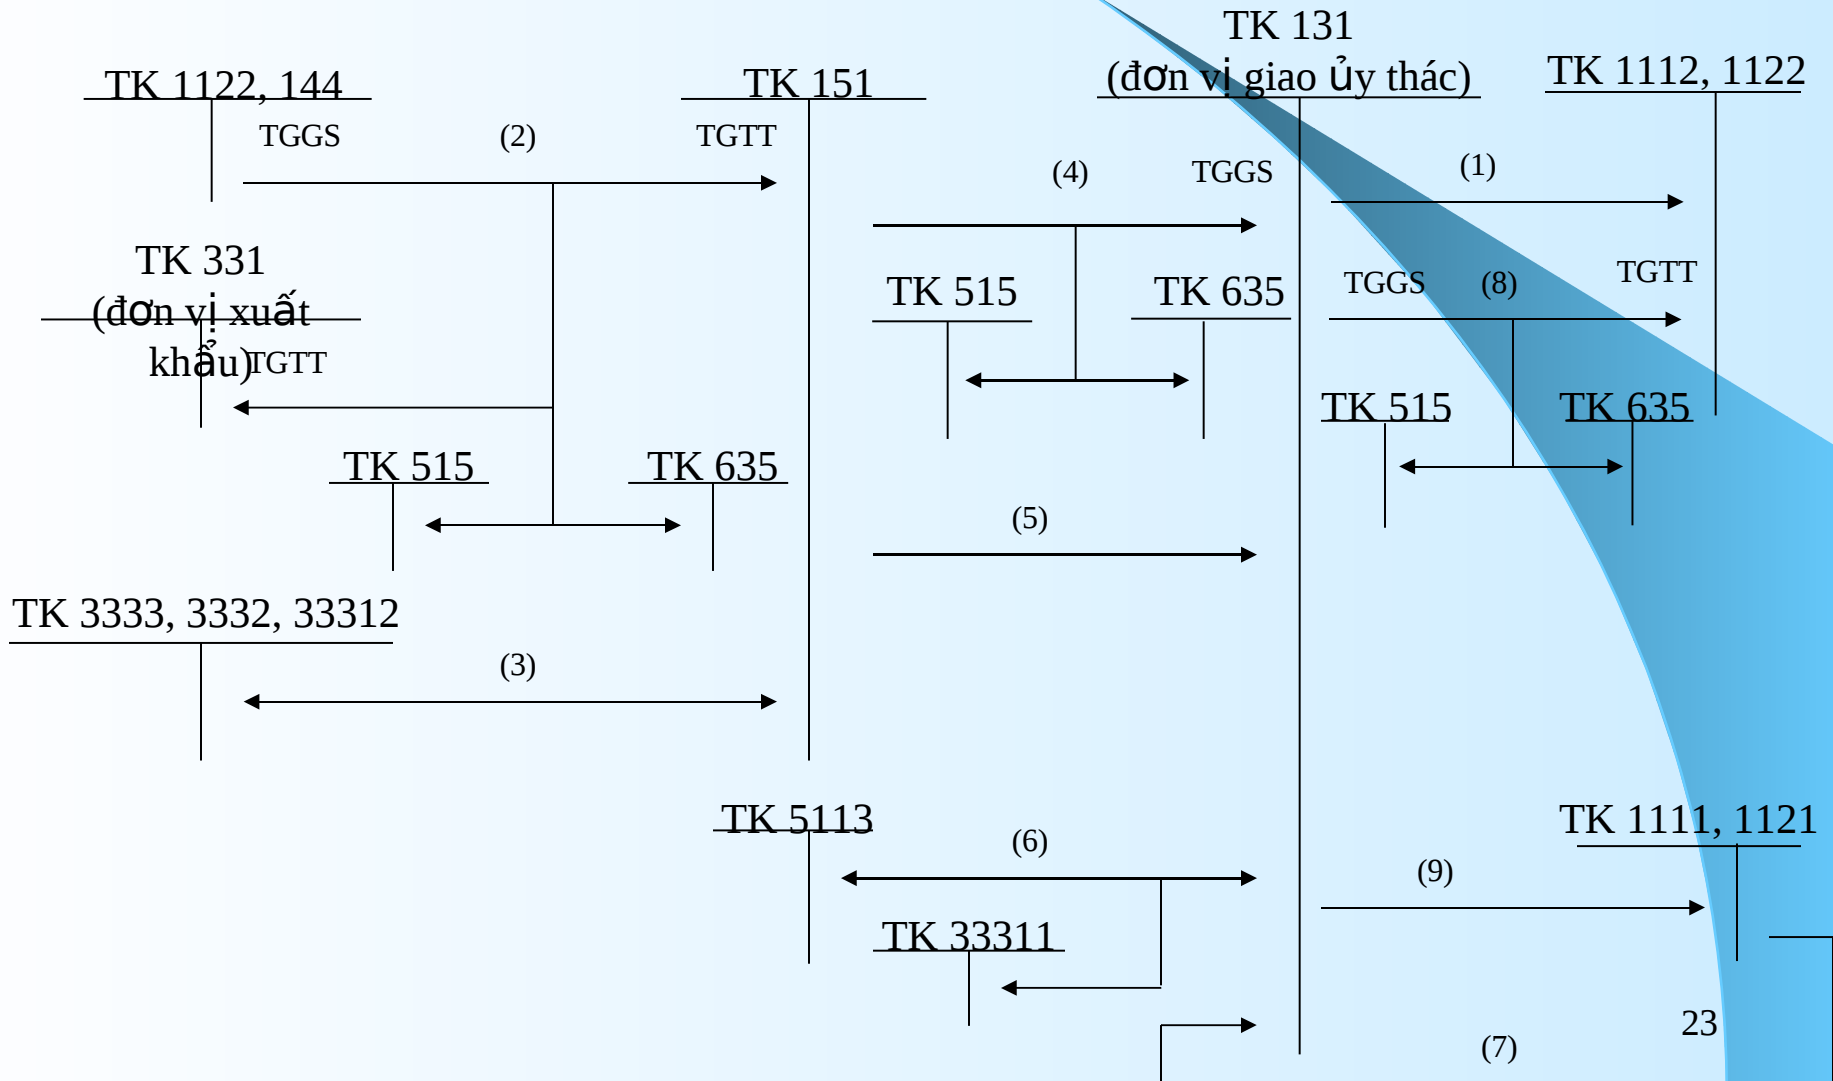 TK 131
(đơn vị giao ủy thác)
TK 1112, 1122
TK 1122, 144
TK 151
TGGS
(2)
TGTT
(4)
TGGS
(1)
TK 331
(đơn vị xuất
khẩu)
TGTT
TK 515
TK 635
TGGS
(8)
TGTT
TK 515
TK 635
TK 515
TK 635
(5)
TK 3333, 3332, 33312
(3)
TK 5113
(6)
TK 1111, 1121
(9)
TK 33311
23
(7)